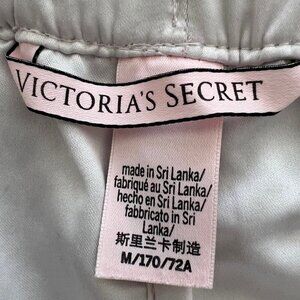 VICTORIA'S SECRET
made in Sri Lanka/
fabriqué au Sri Lanka/
hecho en Sri Lanka/
fabbricato in Sri
Lanka/
斯里兰卡制造
M/170/72A